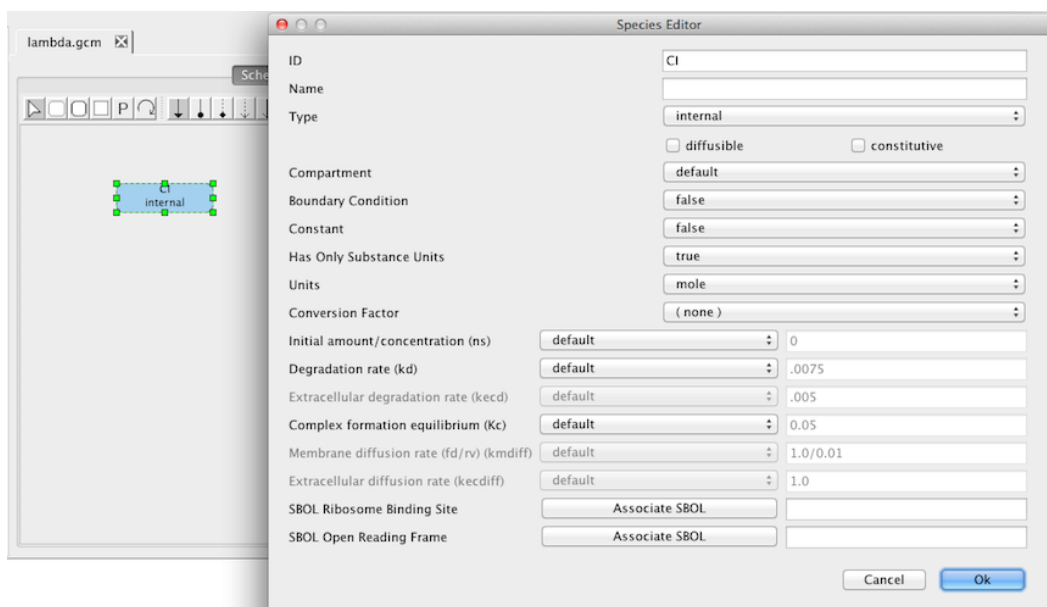 lambda.gcm
Sche
P
CI
internal
Species Editor
ID CI
Name
Type internal
diffusible constitutive
Compartment default
Boundary Condition false
Constant false
Has Only Substance Units true
Units mole
Conversion Factor ( none )
Initial amount/concentration (ns) default 0
Degradation rate (kd) default .0075
Extracellular degradation rate (kecd) default .005
Complex formation equilibrium (Kc) default 0.05
Membrane diffusion rate (fd/rv) (kmdiff) default 1.0/0.01
Extracellular diffusion rate (kecdiff) default 1.0
SBOL Ribosome Binding Site Associate SBOL
SBOL Open Reading Frame Associate SBOL
Cancel Ok